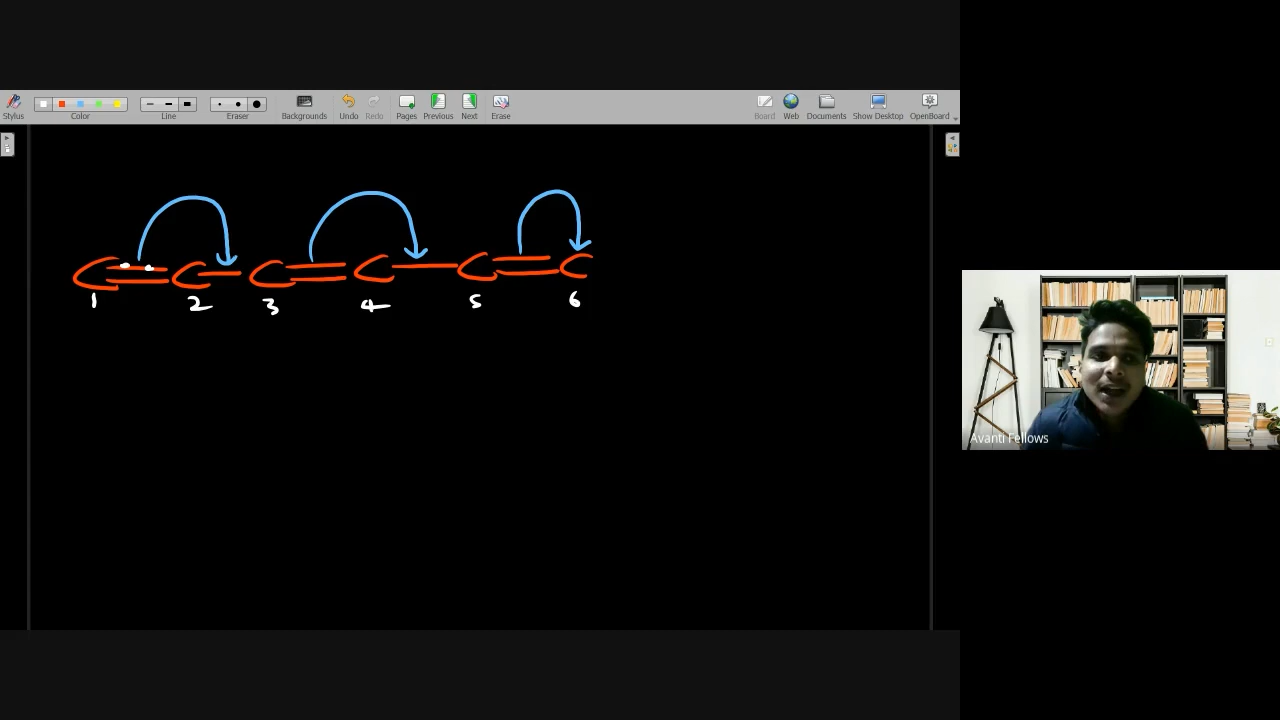 Stylus Color Line Eraser Backgrounds Undo Redo Pages Previous Next Erase Board Web Documents Show Desktop OpenBoard
C=C-C=C-C=C
1 2 3 4 5 6
Avanti Fellows